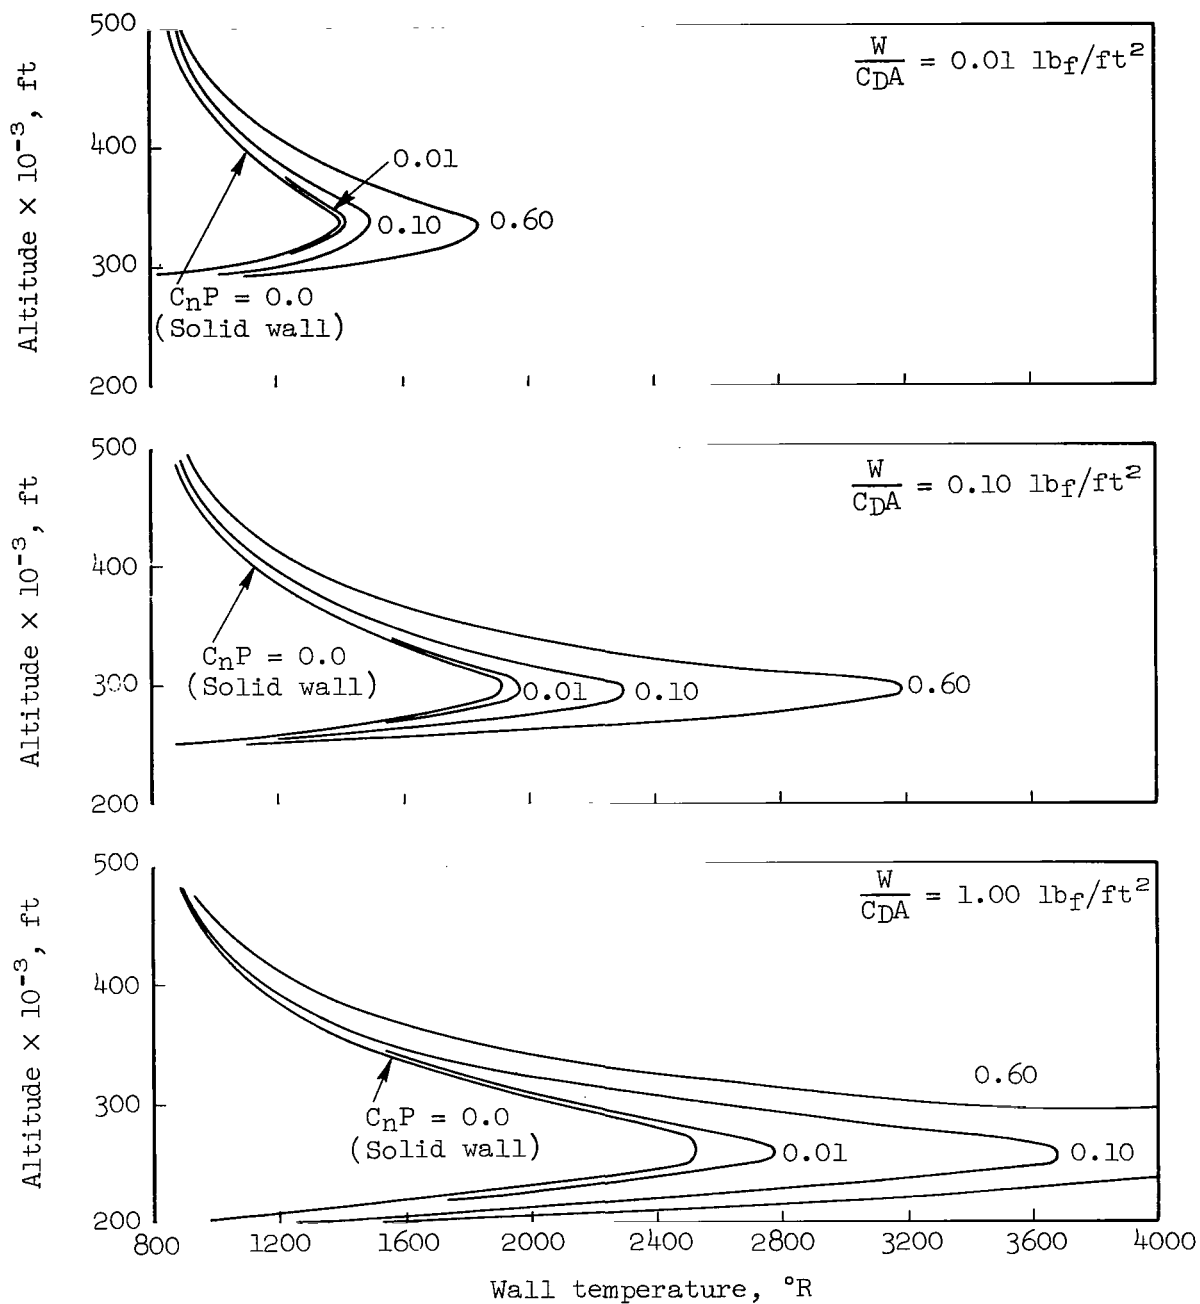 500
W
───── = 0.01 lbf/ft²
CDA
400
0.01
0.10
0.60
300
CnP = 0.0
(Solid wall)
200
Altitude × 10⁻³, ft
500
W
───── = 0.10 lbf/ft²
CDA
400
CnP = 0.0
(Solid wall)
300
0.01
0.10
0.60
200
Altitude × 10⁻³, ft
500
W
───── = 1.00 lbf/ft²
CDA
400
0.60
300
CnP = 0.0
(Solid wall)
0.01
0.10
200
Altitude × 10⁻³, ft
800 1200 1600 2000 2400 2800 3200 3600 4000
Wall temperature, °R